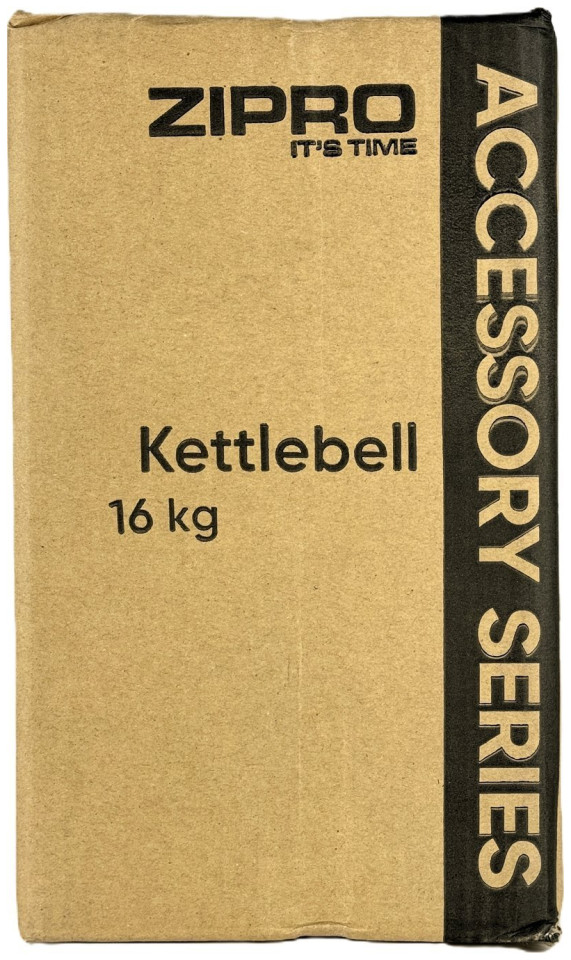 ZIPRO
IT'S TIME
Kettlebell
16 kg
ACCESSORY SERIES